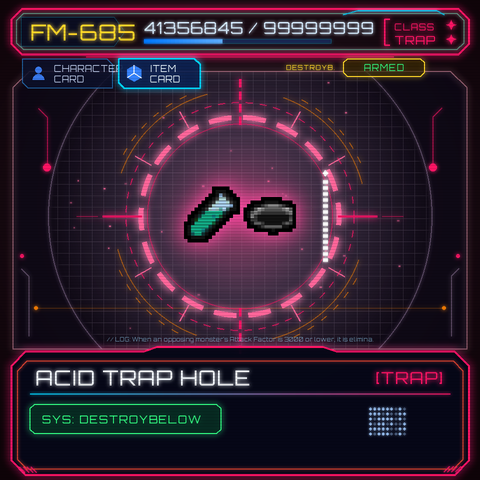 FM-685
41356845 / 99999999
CLASS
TRAP
CHARACTER
CARD
ITEM
CARD
DESTROYB
ARMED
// LOG: When an opposing monster's Attack Factor is 3000 or lower, it is elimina
ACID TRAP HOLE
[TRAP]
SYS: DESTROYBELOW